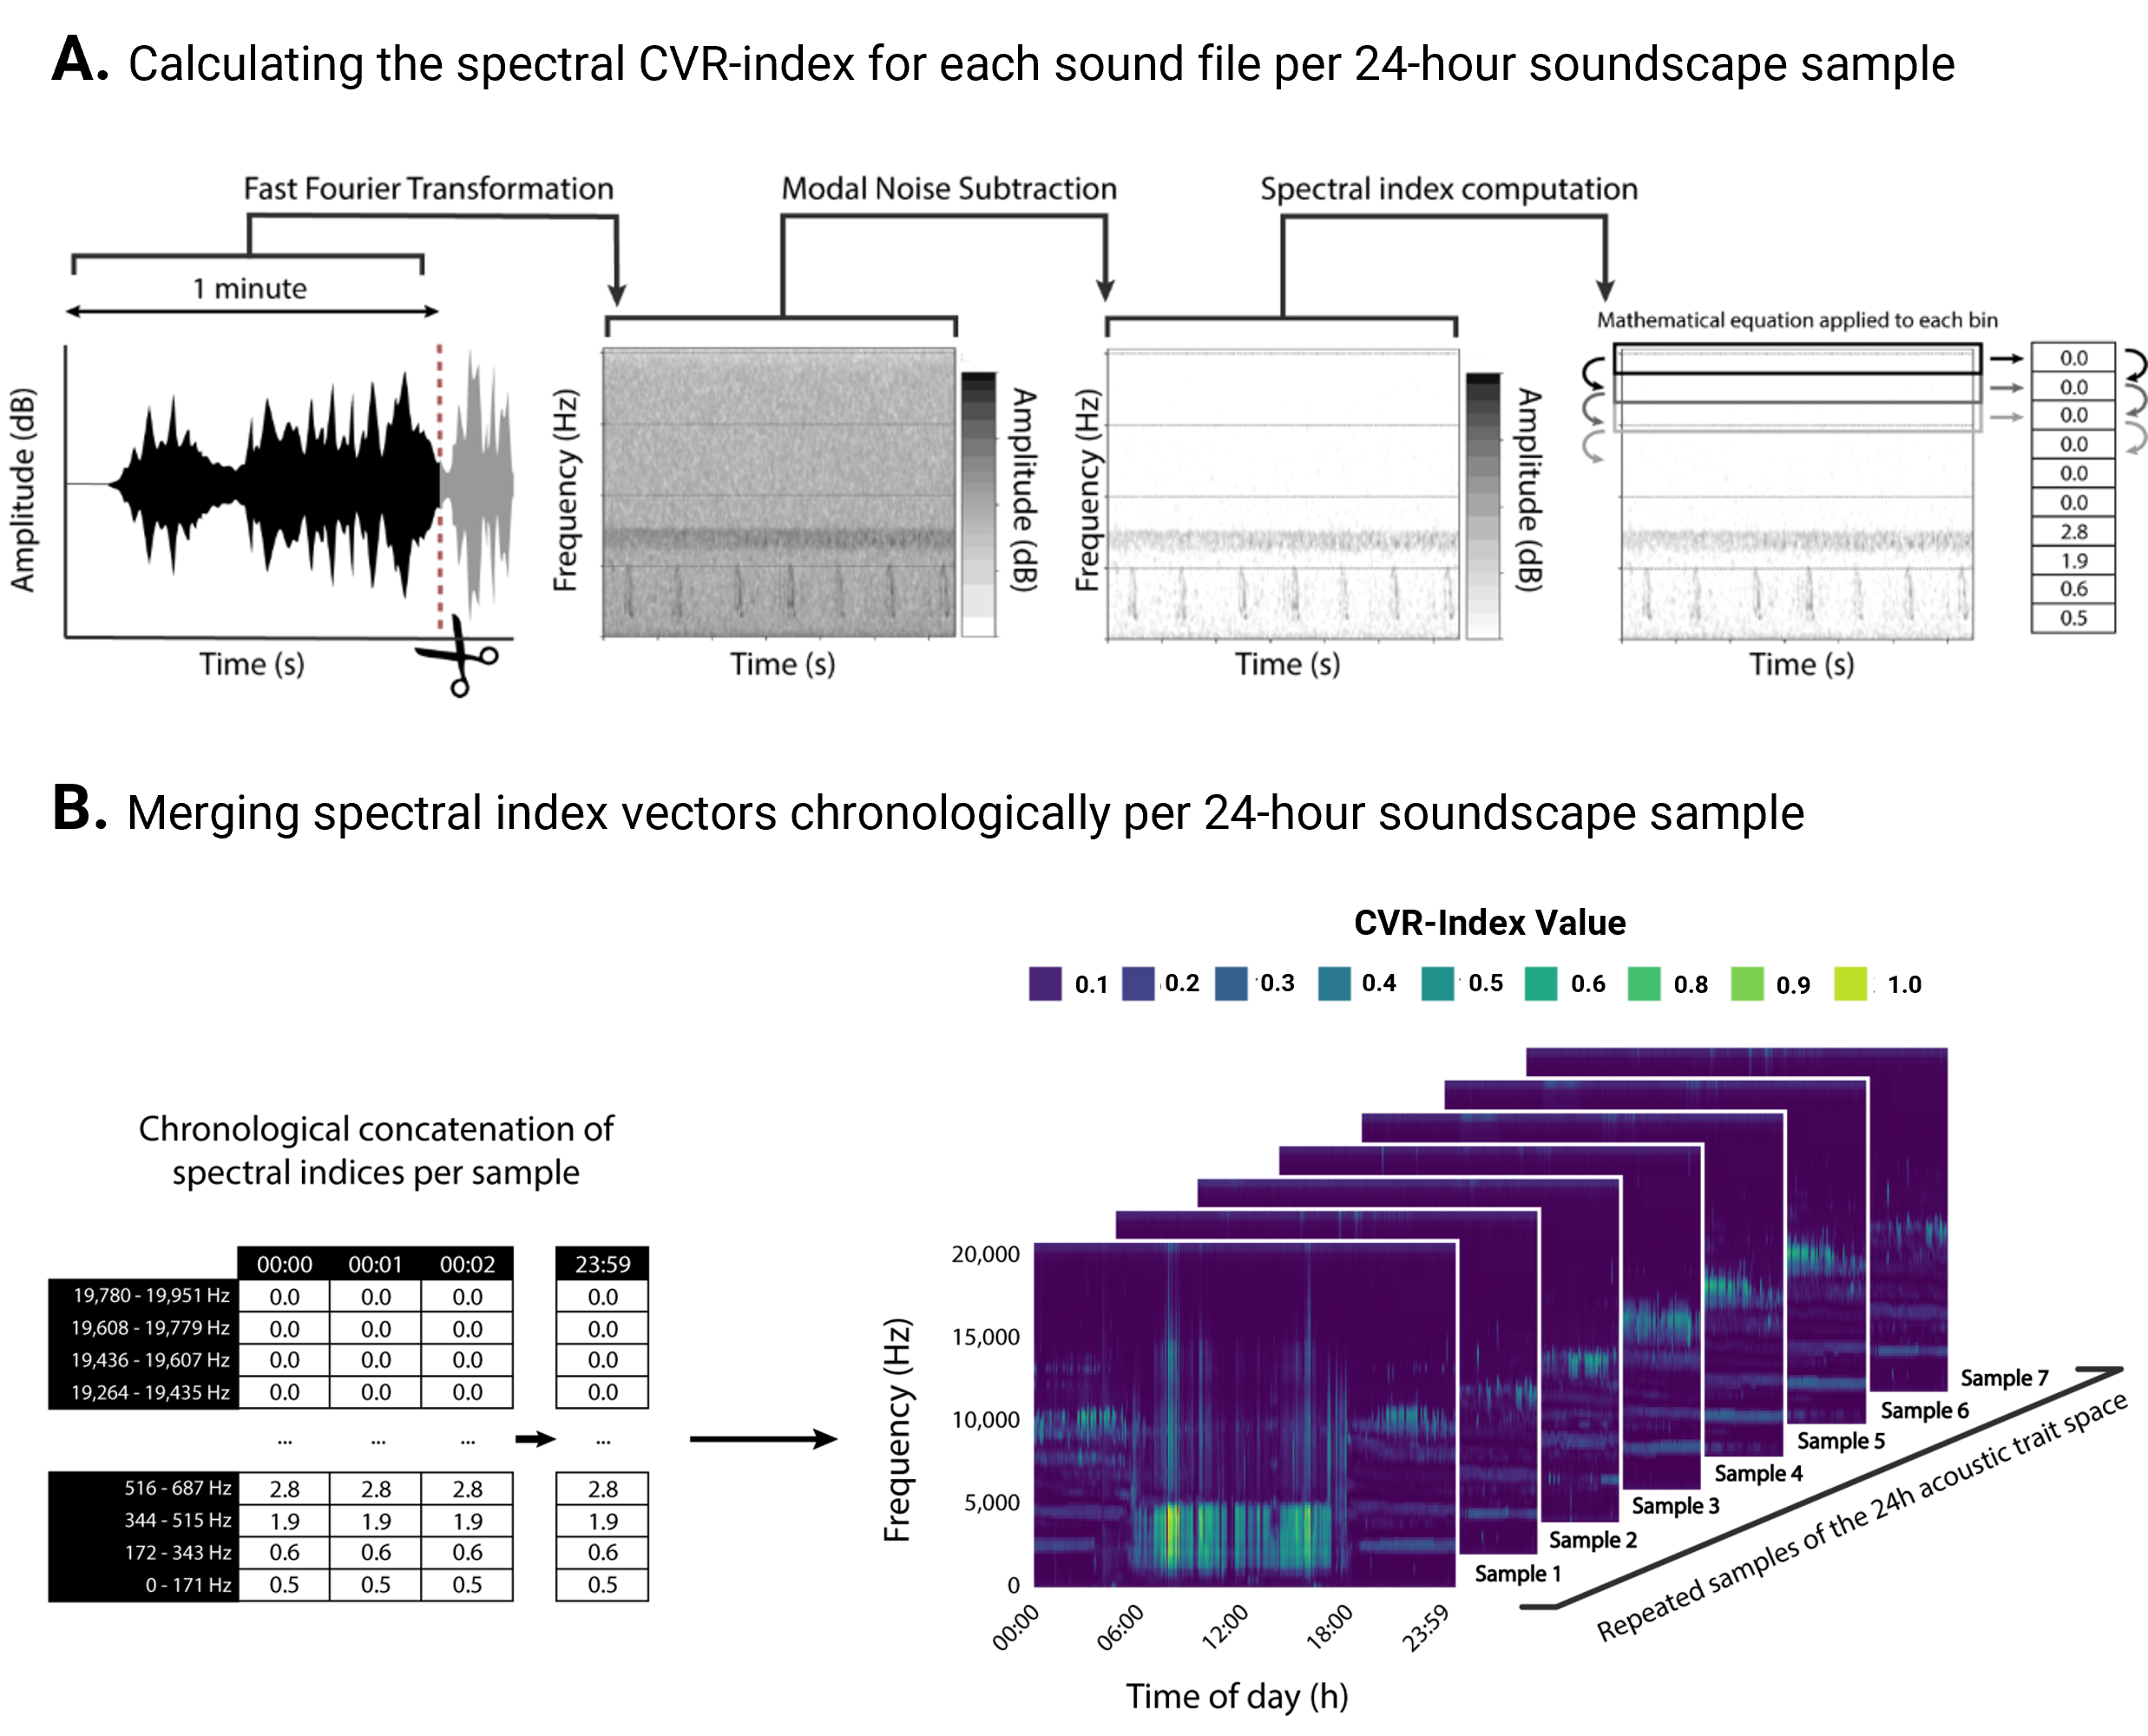 A. Calculating the spectral CVR-index for each sound file per 24-hour soundscape sample
Fast Fourier Transformation
Modal Noise Subtraction
Spectral index computation
1 minute
Mathematical equation applied to each bin
Amplitude (dB)
Time (s)
Frequency (Hz)
Amplitude (dB)
Time (s)
Frequency (Hz)
Amplitude (dB)
Time (s)
Time (s)
0.0
0.0
0.0
0.0
0.0
0.0
2.8
1.9
0.6
0.5
B. Merging spectral index vectors chronologically per 24-hour soundscape sample
CVR-Index Value
0.1 0.2 0.3 0.4 0.5 0.6 0.8 0.9 1.0
Chronological concatenation of
spectral indices per sample
00:00 00:01 00:02 23:59
19,780 - 19,951 Hz 0.0 0.0 0.0 0.0
19,608 - 19,779 Hz 0.0 0.0 0.0 0.0
19,436 - 19,607 Hz 0.0 0.0 0.0 0.0
19,264 - 19,435 Hz 0.0 0.0 0.0 0.0
... ... ... ...
516 - 687 Hz 2.8 2.8 2.8 2.8
344 - 515 Hz 1.9 1.9 1.9 1.9
172 - 343 Hz 0.6 0.6 0.6 0.6
0 - 171 Hz 0.5 0.5 0.5 0.5
Frequency (Hz)
20,000
15,000
10,000
5,000
0
00:00 06:00 12:00 18:00 23:59
Time of day (h)
Sample 1
Sample 2
Sample 3
Sample 4
Sample 5
Sample 6
Sample 7
Repeated samples of the 24h acoustic trait space